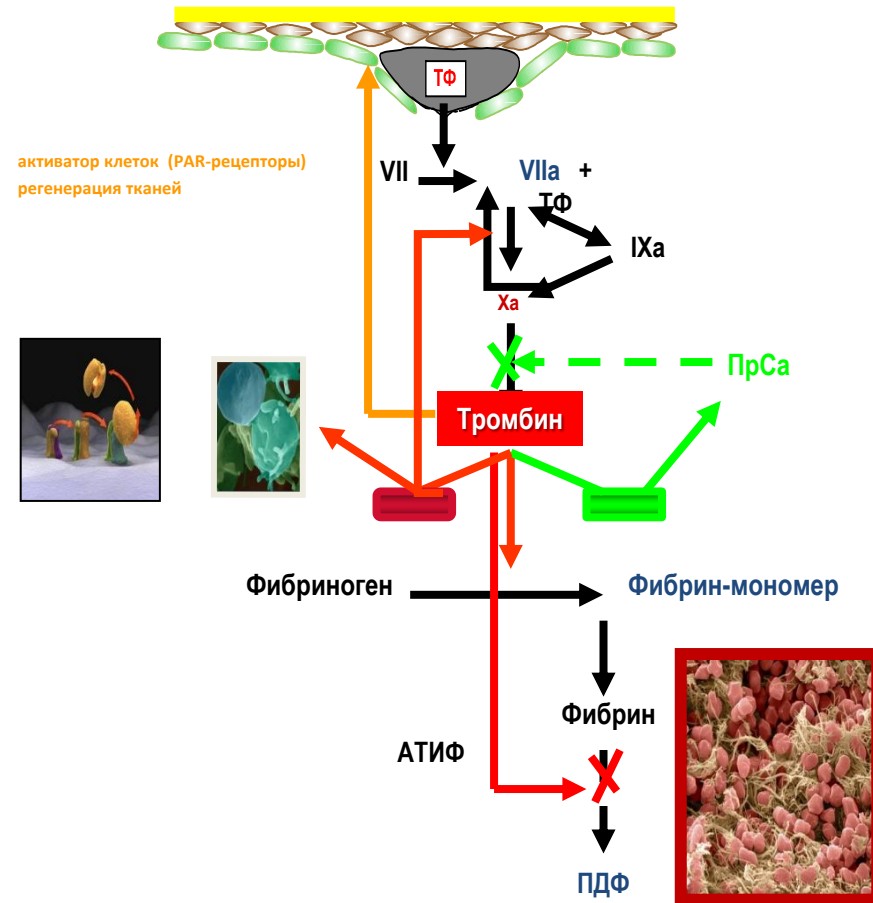 ТФ
активатор клеток (PAR-рецепторы)
регенерация тканей
VII
VIIa +
ТФ
IXa
Xa
ПрСа
Тромбин
Фибриноген
Фибрин-мономер
Фибрин
АТИФ
ПДФ